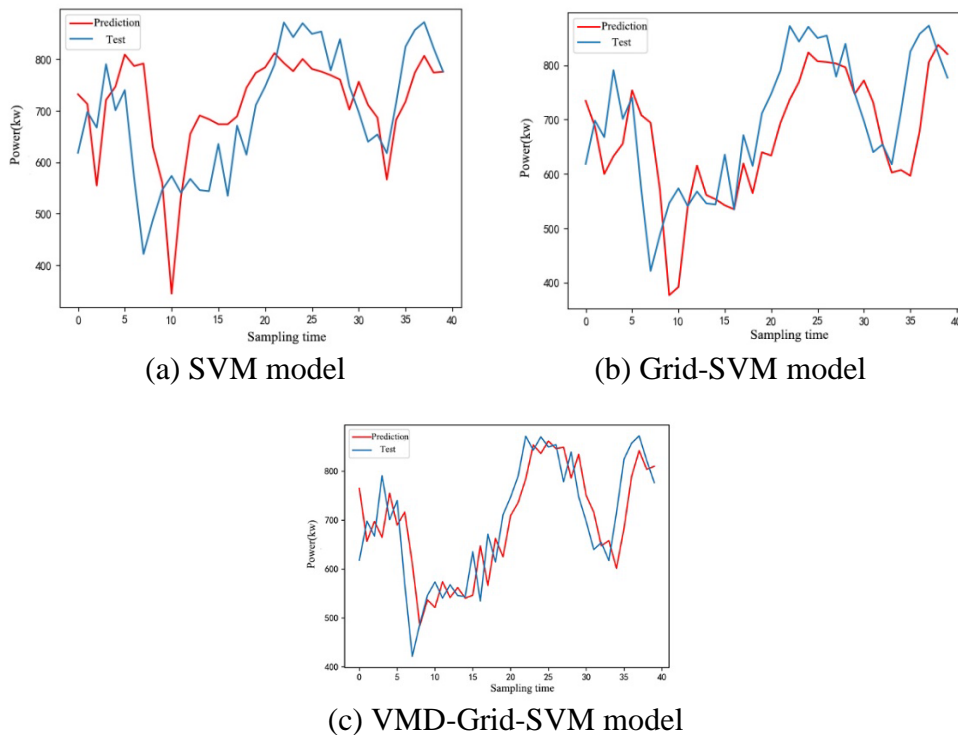 Prediction
Test
800
700
600
500
400
Power(kw)
0 5 10 15 20 25 30 35 40
Sampling time
(a) SVM model
Prediction
Test
800
700
600
500
400
Power(kw)
0 5 10 15 20 25 30 35 40
Sampling time
(b) Grid-SVM model
Prediction
Test
800
700
600
500
400
Power(kw)
0 5 10 15 20 25 30 35 40
Sampling time
(c) VMD-Grid-SVM model